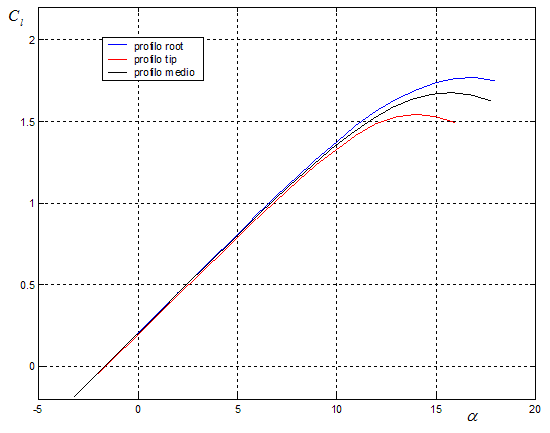 C_l
2
profilo root
profilo tip
profilo medio
1.5
1
0.5
0
-5 0 5 10 15 20
α